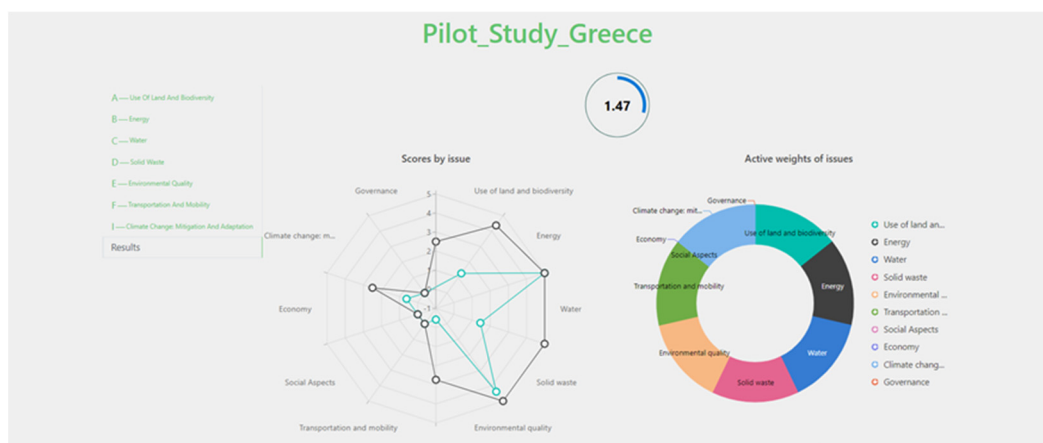 Pilot_Study_Greece
1.47
A — Use Of Land And Biodiversity
B — Energy
C — Water
D — Solid Waste
E — Environmental Quality
F — Transportation And Mobility
I — Climate Change: Mitigation And Adaptation
Results
Scores by issue
Governance
Use of land and biodiversity
Climate change: m...
Energy
Economy
Water
Social Aspects
Solid waste
Transportation and mobility
Environmental quality
5
4
3
2
1
0
-1
Active weights of issues
Governance
Climate change: mit...
Use of land and biodiversity
Economy
Social Aspects
Transportation and mobility
Energy
Environmental quality
Water
Solid waste
Use of land an...
Energy
Water
Solid waste
Environmental ...
Transportation ...
Social Aspects
Economy
Climate chang...
Governance